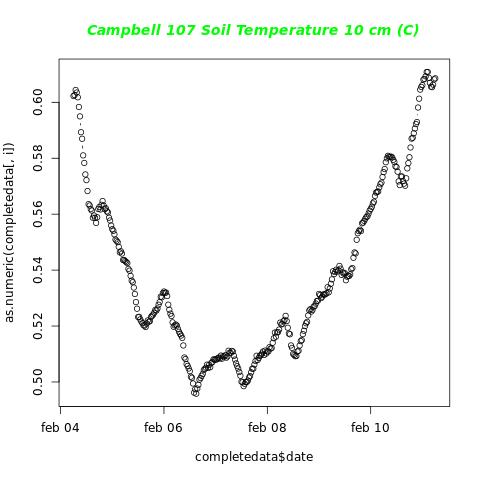 Campbell 107 Soil Temperature 10 cm (C)
as.numeric(completedata[, i])
0.60
0.58
0.56
0.54
0.52
0.50
feb 04 feb 06 feb 08 feb 10
completedata$date